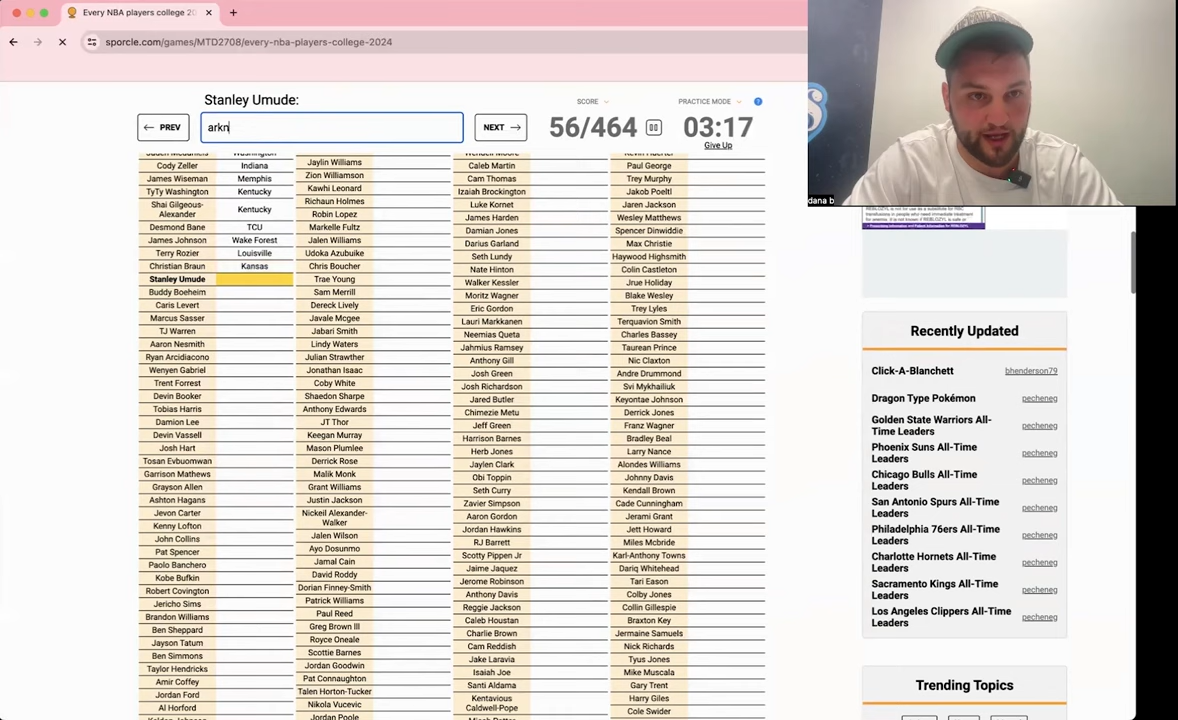 Every NBA players college 20
sporcle.com/games/MTD2708/every-nba-players-college-2024
Stanley Umude:
PREV
arkn
NEXT
SCORE
56/464
PRACTICE MODE
03:17
Give Up
dana b
Cody Zeller Indiana
James Wiseman Memphis
TyTy Washington Kentucky
Shai Gilgeous-
Alexander Kentucky
Desmond Bane TCU
James Johnson Wake Forest
Terry Rozier Louisville
Christian Braun Kansas
Stanley Umude
Buddy Boeheim
Caris Levert
Marcus Sasser
TJ Warren
Aaron Nesmith
Ryan Arcidiacono
Wenyen Gabriel
Trent Forrest
Devin Booker
Tobias Harris
Damion Lee
Devin Vassell
Josh Hart
Tosan Evbuomwan
Garrison Mathews
Grayson Allen
Ashton Hagans
Jevon Carter
Kenny Lofton
John Collins
Pat Spencer
Paolo Banchero
Kobe Bufkin
Robert Covington
Jericho Sims
Brandon Williams
Ben Sheppard
Jayson Tatum
Ben Simmons
Taylor Hendricks
Amir Coffey
Jordan Ford
Al Horford
Jaylin Williams
Zion Williamson
Kawhi Leonard
Richaun Holmes
Robin Lopez
Markelle Fultz
Jalen Williams
Udoka Azubuike
Chris Boucher
Trae Young
Sam Merrill
Dereck Lively
Javale Mcgee
Jabari Smith
Lindy Waters
Julian Strawther
Jonathan Isaac
Coby White
Shaedon Sharpe
Anthony Edwards
JT Thor
Keegan Murray
Mason Plumlee
Derrick Rose
Malik Monk
Grant Williams
Justin Jackson
Nickeil Alexander-
Walker
Jalen Wilson
Ayo Dosunmo
Jamal Cain
David Roddy
Dorian Finney-Smith
Patrick Williams
Paul Reed
Greg Brown III
Royce Oneale
Scottie Barnes
Jordan Goodwin
Pat Connaughton
Talen Horton-Tucker
Nikola Vucevic
Jordan Poole
Caleb Martin
Cam Thomas
Izaiah Brockington
Luke Kornet
James Harden
Damian Jones
Darius Garland
Seth Lundy
Nate Hinton
Walker Kessler
Moritz Wagner
Eric Gordon
Lauri Markkanen
Neemias Queta
Jahmius Ramsey
Anthony Gill
Josh Green
Josh Richardson
Jared Butler
Chimezie Metu
Jeff Green
Harrison Barnes
Herb Jones
Jaylen Clark
Obi Toppin
Seth Curry
Zavier Simpson
Aaron Gordon
Jordan Hawkins
RJ Barrett
Scotty Pippen Jr
Jaime Jaquez
Jerome Robinson
Anthony Davis
Reggie Jackson
Caleb Houstan
Charlie Brown
Cam Reddish
Jake Laravia
Isaiah Joe
Santi Aldama
Kentavious
Caldwell-Pope
Paul George
Trey Murphy
Jakob Poeltl
Jaren Jackson
Wesley Matthews
Spencer Dinwiddie
Max Christie
Haywood Highsmith
Colin Castleton
Jrue Holiday
Blake Wesley
Trey Lyles
Terquavion Smith
Charles Bassey
Taurean Prince
Nic Claxton
Andre Drummond
Svi Mykhailiuk
Keyontae Johnson
Derrick Jones
Franz Wagner
Bradley Beal
Larry Nance
Alondes Williams
Johnny Davis
Kendall Brown
Cade Cunningham
Jerami Grant
Jett Howard
Miles Mcbride
Karl-Anthony Towns
Dariq Whitehead
Tari Eason
Colby Jones
Collin Gillespie
Braxton Key
Jermaine Samuels
Nick Richards
Tyus Jones
Mike Muscala
Gary Trent
Harry Giles
Cole Swider
Recently Updated
Click-A-Blanchett bhenderson79
Dragon Type Pokémon pecheneg
Golden State Warriors All-
Time Leaders pecheneg
Phoenix Suns All-Time
Leaders pecheneg
Chicago Bulls All-Time
Leaders pecheneg
San Antonio Spurs All-Time
Leaders pecheneg
Philadelphia 76ers All-Time
Leaders pecheneg
Charlotte Hornets All-Time
Leaders pecheneg
Sacramento Kings All-Time
Leaders pecheneg
Los Angeles Clippers All-Time
Leaders pecheneg
Trending Topics